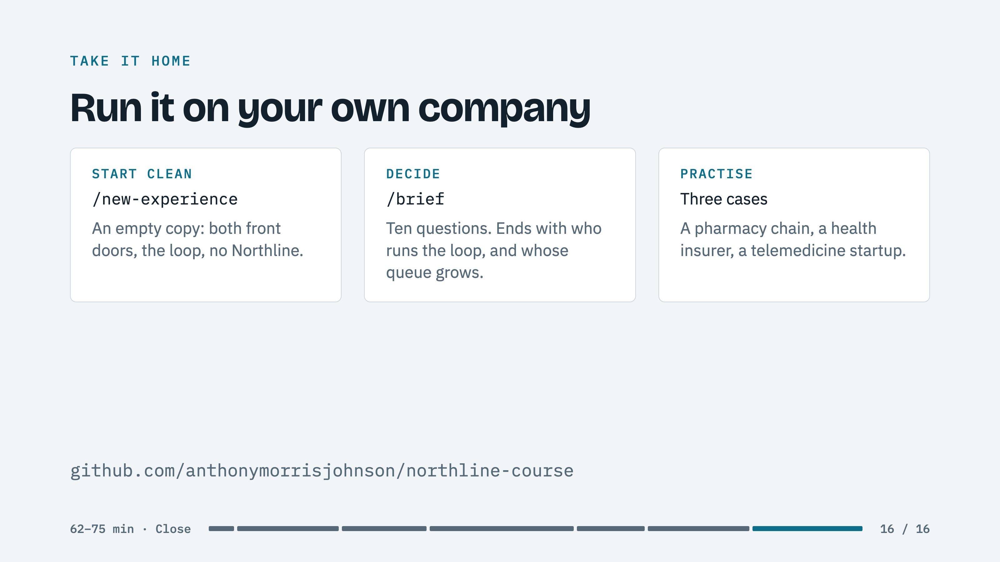 TAKE IT HOME
Run it on your own company
START CLEAN
/new-experience
An empty copy: both front
doors, the loop, no Northline.
DECIDE
/brief
Ten questions. Ends with who
runs the loop, and whose
queue grows.
PRACTISE
Three cases
A pharmacy chain, a health
insurer, a telemedicine startup.
github.com/anthonymorrisjohnson/northline-course
62–75 min · Close
16 / 16